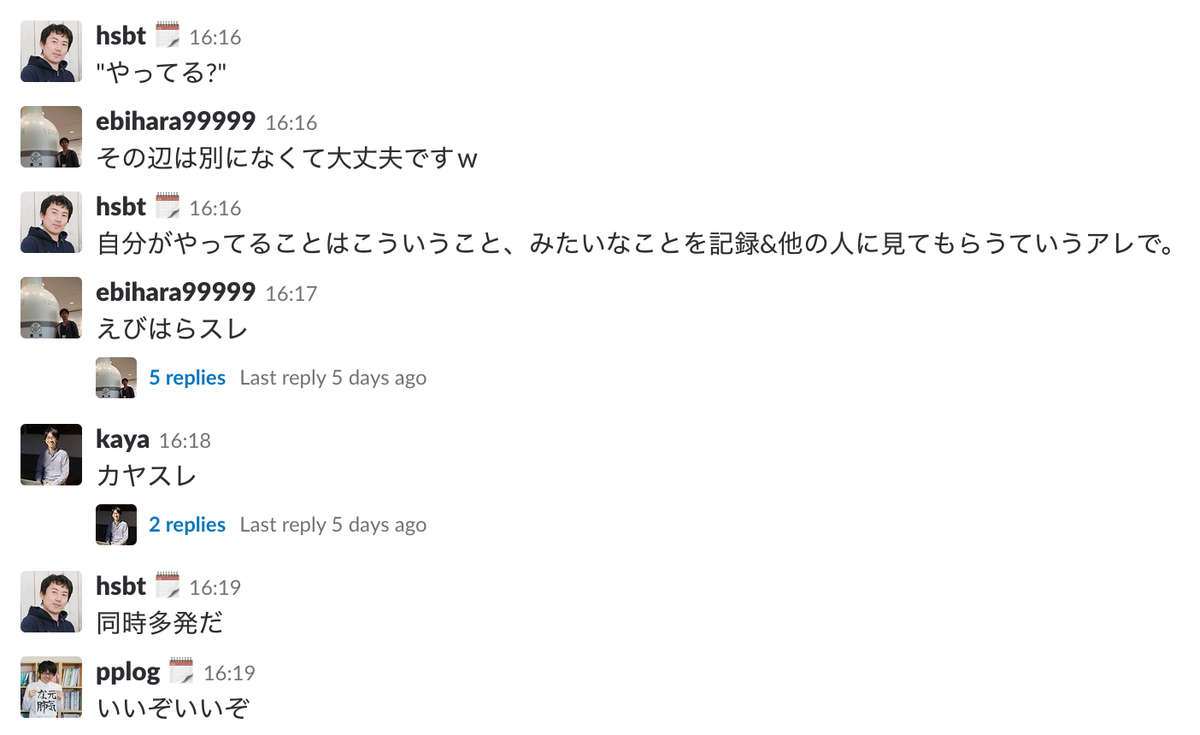 hsbt 16:16
"やってる?"
ebihara99999 16:16
その辺は別になくて大丈夫ですw
hsbt 16:16
自分がやってることはこういうこと、みたいなことを記録&他の人に見てもらうていうアレで。
ebihara99999 16:17
えびはらスレ
5 replies Last reply 5 days ago
kaya 16:18
カヤスレ
2 replies Last reply 5 days ago
hsbt 16:19
同時多発だ
pplog 16:19
いいぞいいぞ